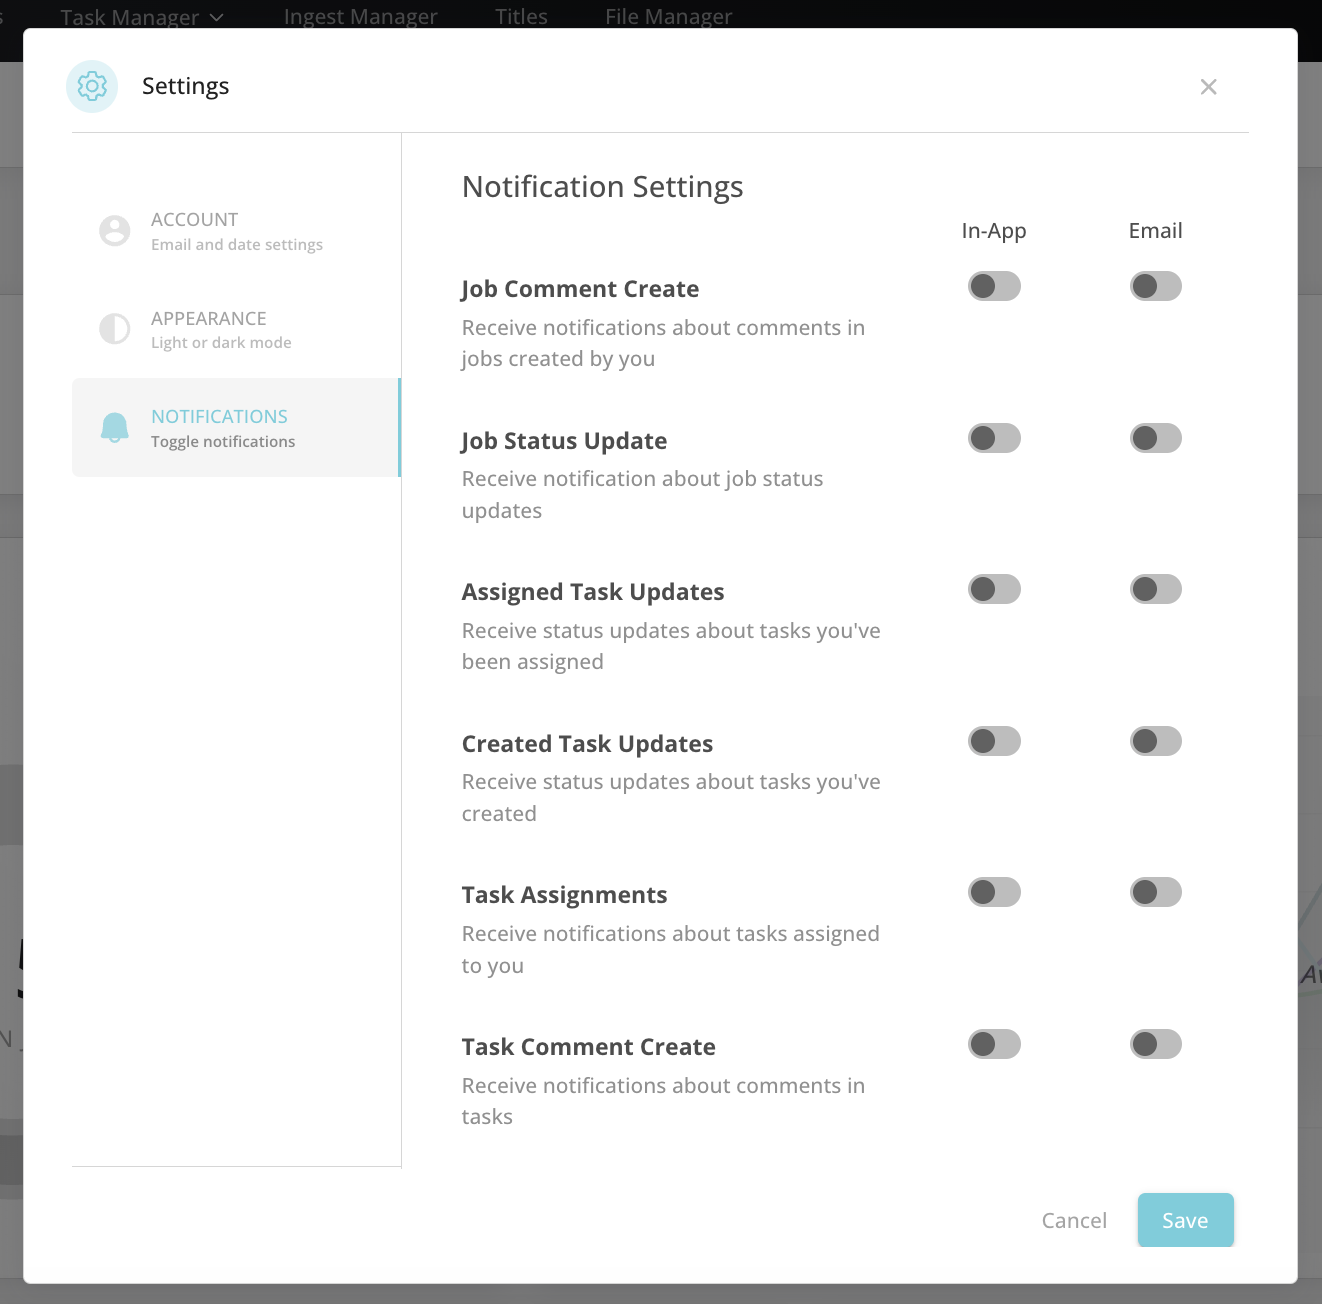 Task Manager
Ingest Manager
Titles
File Manager
Settings
ACCOUNT
Email and date settings
APPEARANCE
Light or dark mode
NOTIFICATIONS
Toggle notifications
Notification Settings
In-App Email
Job Comment Create
Receive notifications about comments in
jobs created by you
Job Status Update
Receive notification about job status
updates
Assigned Task Updates
Receive status updates about tasks you've
been assigned
Created Task Updates
Receive status updates about tasks you've
created
Task Assignments
Receive notifications about tasks assigned
to you
Task Comment Create
Receive notifications about comments in
tasks
Cancel
Save